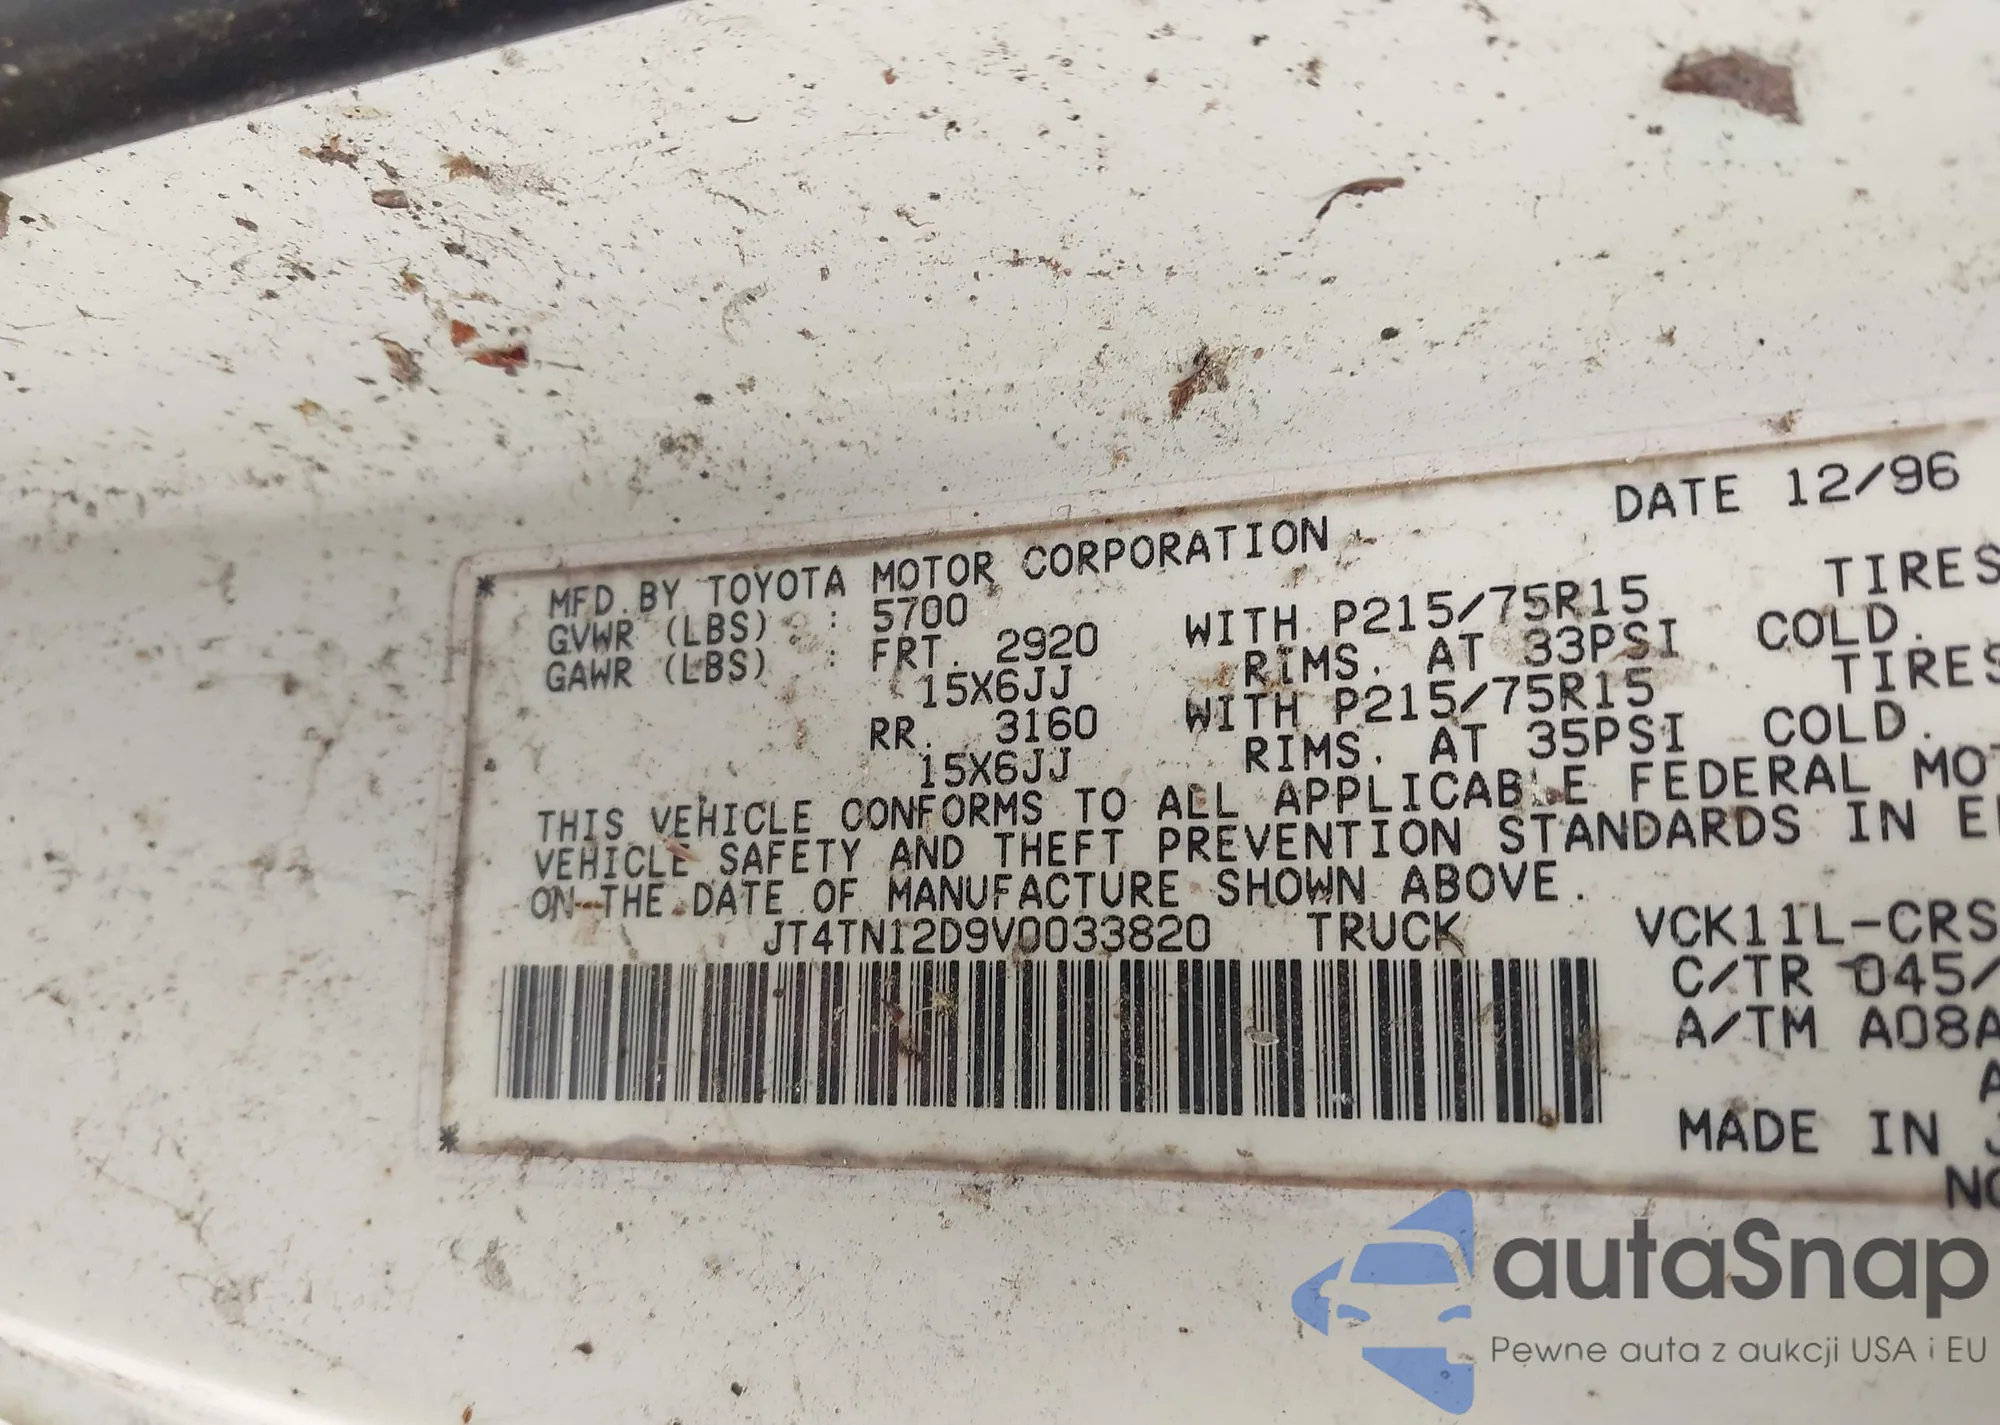 DATE 12/96
MFD. BY TOYOTA MOTOR CORPORATION
GVWR (LBS) : 5700
GAWR (LBS) : FRT. 2920 WITH P215/75R15 TIRES
15X6JJ RIMS. AT 33PSI COLD.
RR. 3160 WITH P215/75R15 TIRES
15X6JJ RIMS. AT 35PSI COLD.
THIS VEHICLE CONFORMS TO ALL APPLICABLE FEDERAL MOT
VEHICLE SAFETY AND THEFT PREVENTION STANDARDS IN E
ON THE DATE OF MANUFACTURE SHOWN ABOVE.
JT4TN12D9V0033820 TRUCK VCK11L-CRS
C/TR 045/
A/TM A08A
MADE IN J
NO
autaSnap
Pewne auta z aukcji USA i EU